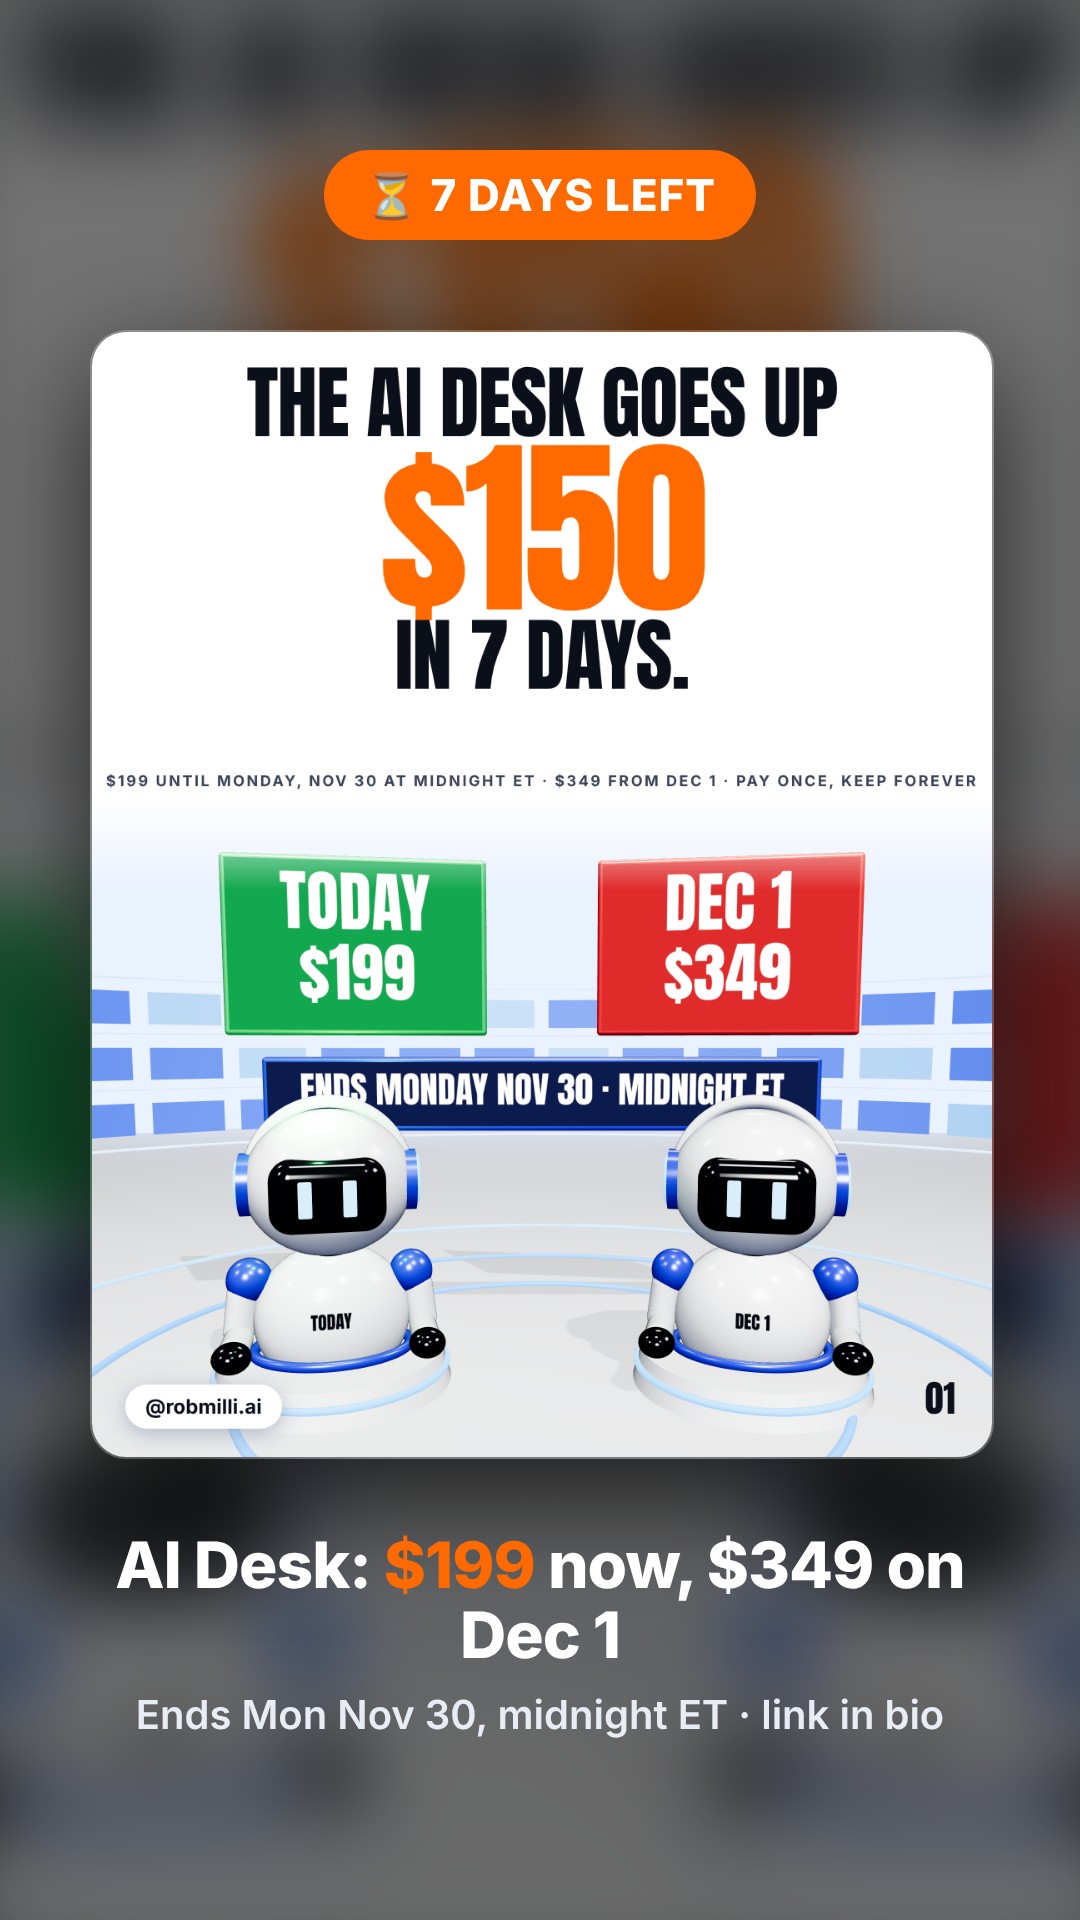 ⏳ 7 DAYS LEFT
THE AI DESK GOES UP
$150
IN 7 DAYS.
$199 UNTIL MONDAY, NOV 30 AT MIDNIGHT ET · $349 FROM DEC 1 · PAY ONCE, KEEP FOREVER
TODAY
$199
DEC 1
$349
ENDS MONDAY NOV 30 · MIDNIGHT ET
TODAY
DEC 1
@robmilli.ai
01
AI Desk: $199 now, $349 on
Dec 1
Ends Mon Nov 30, midnight ET · link in bio